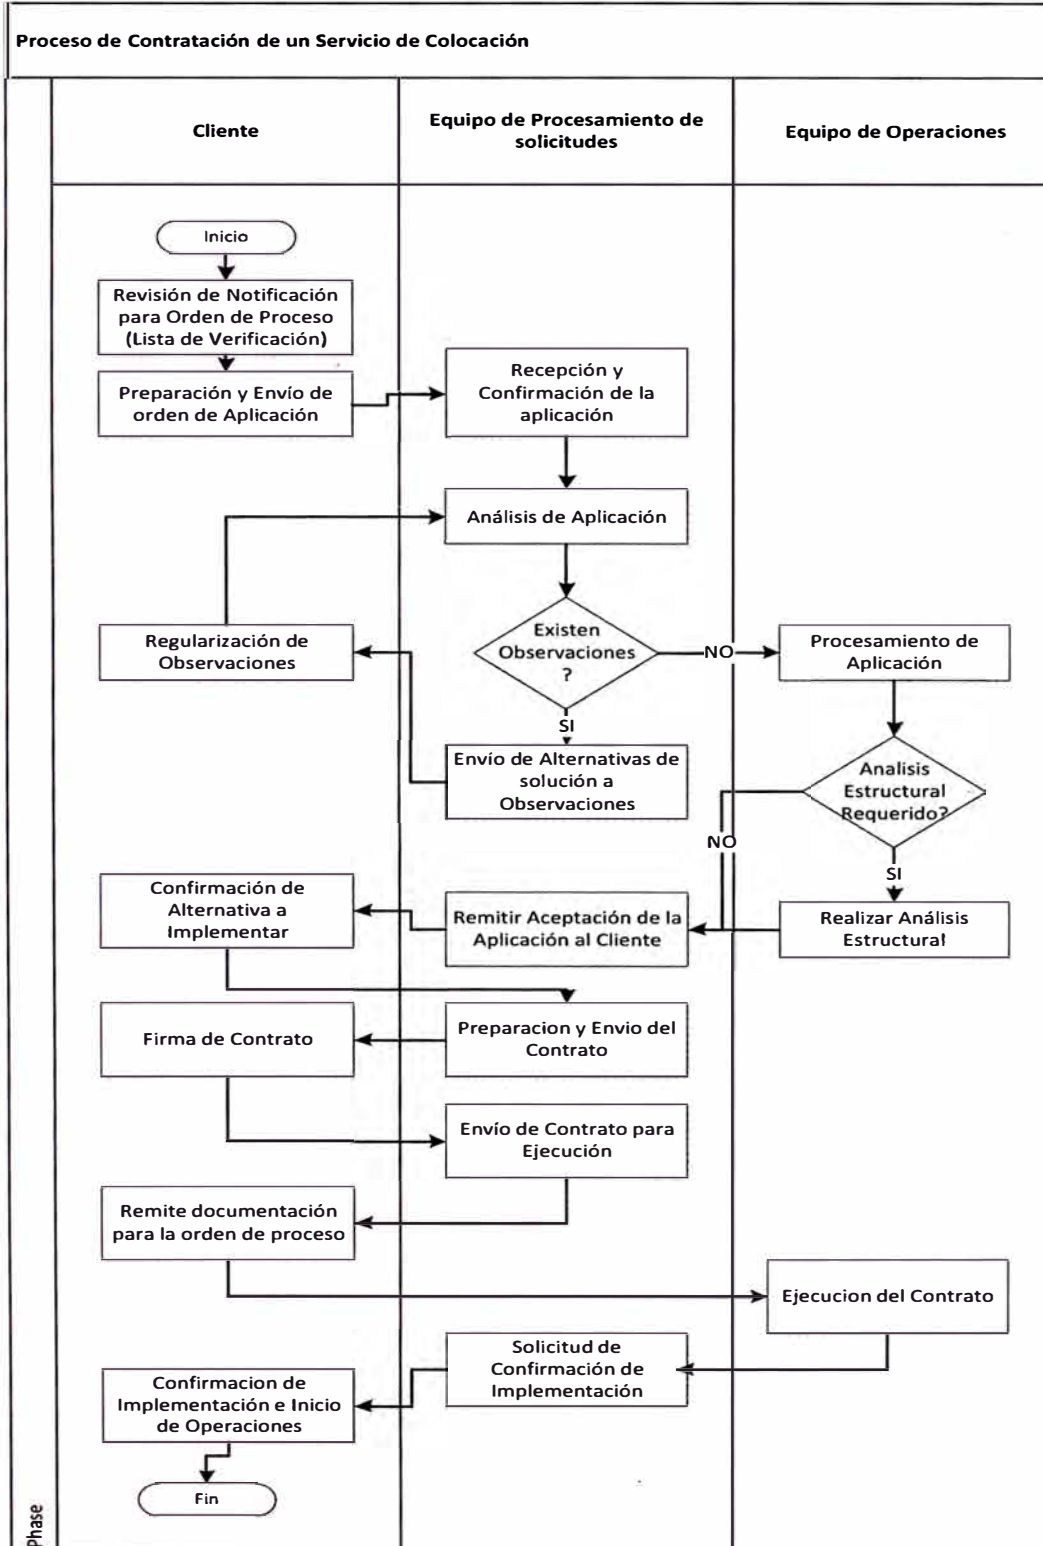 Proceso de Contratación de un Servicio de Colocación
Cliente
Equipo de Procesamiento de
solicitudes
Equipo de Operaciones
Inicio
Revisión de Notificación
para Orden de Proceso
(Lista de Verificación)
Preparación y Envío de
orden de Aplicación
Recepción y
Confirmación de la
aplicación
Análisis de Aplicación
Existen
Observaciones
?
NO
Procesamiento de
Aplicación
Regularización de
Observaciones
SI
Envío de Alternativas de
solución a
Observaciones
Analisis
Estructural
Requerido?
NO
SI
Confirmación de
Alternativa a
Implementar
Remitir Aceptación de la
Aplicación al Cliente
Realizar Análisis
Estructural
Firma de Contrato
Preparacion y Envio del
Contrato
Envío de Contrato para
Ejecución
Remite documentación
para la orden de proceso
Ejecucion del Contrato
Solicitud de
Confirmación de
Implementación
Confirmacion de
Implementación e Inicio
de Operaciones
Fin
Phase